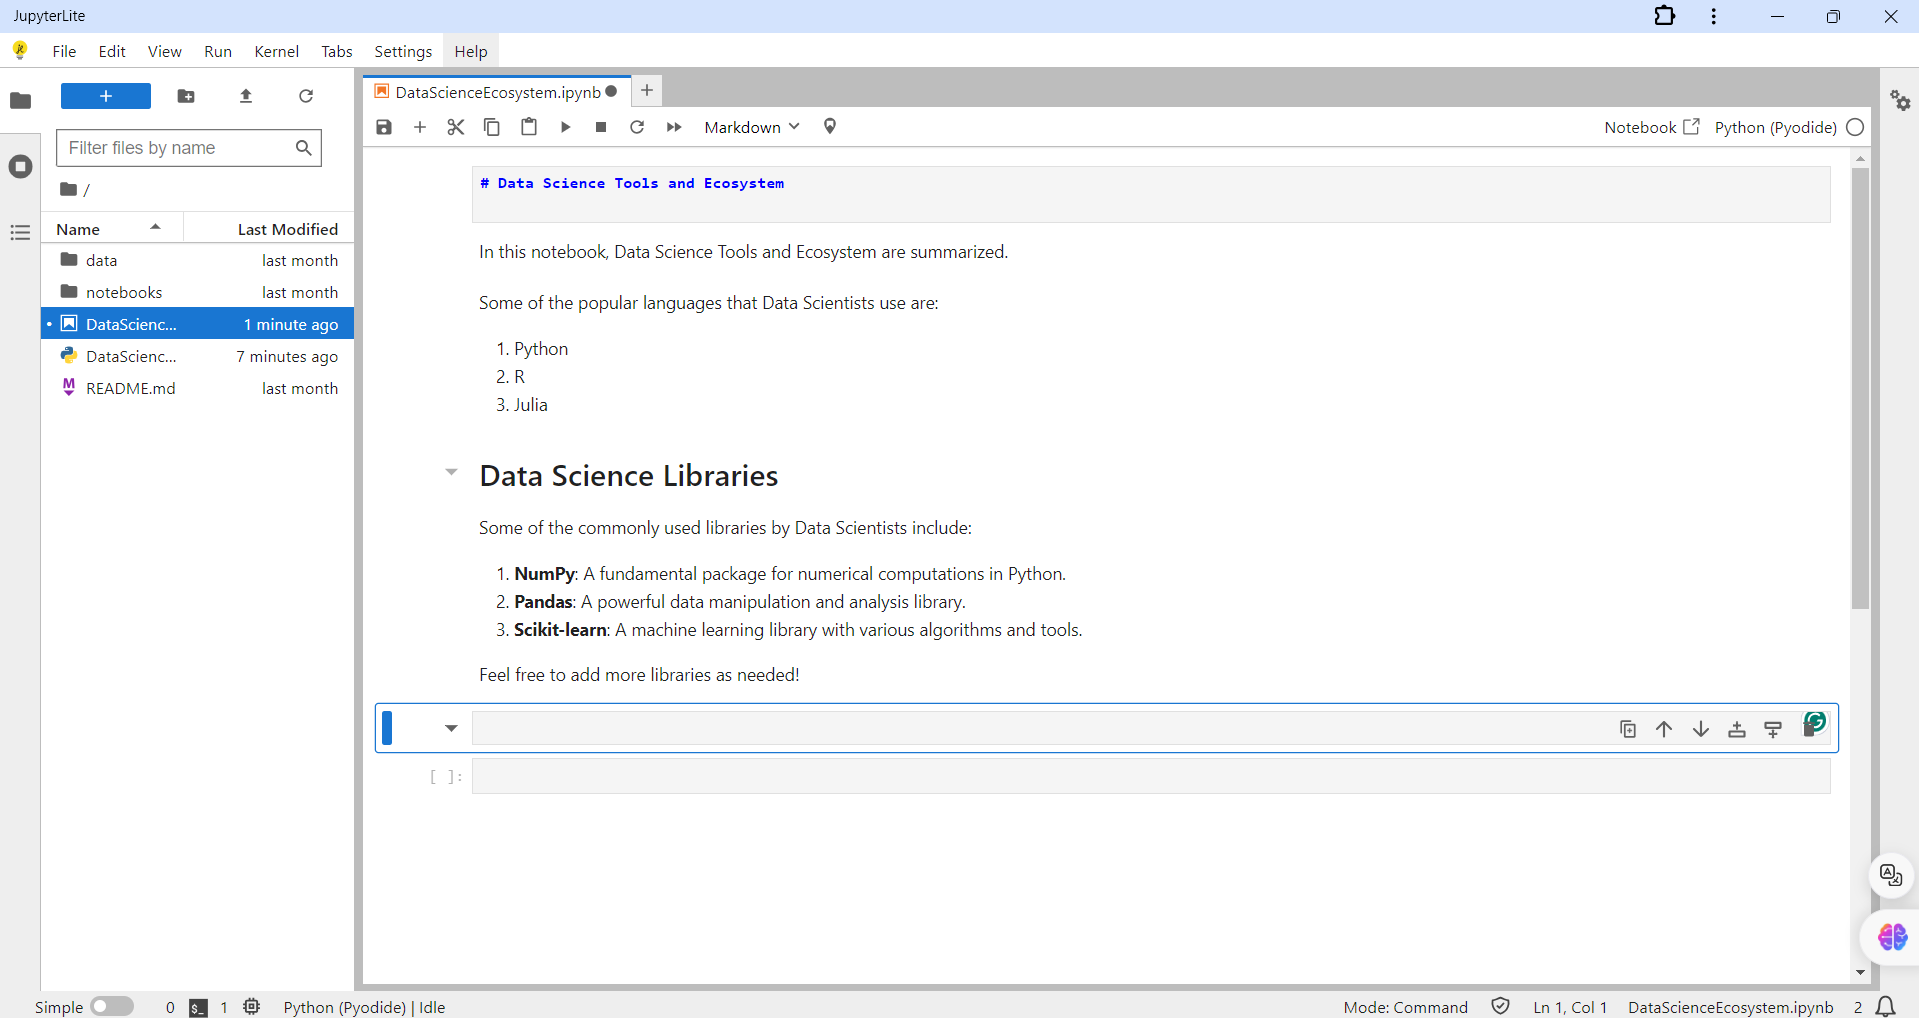 JupyterLite
File Edit View Run Kernel Tabs Settings Help
+
Filter files by name
/
Name Last Modified
data last month
notebooks last month
DataScienc... 1 minute ago
DataScienc... 7 minutes ago
README.md last month
DataScienceEcosystem.ipynb
Markdown
Notebook Python (Pyodide)
# Data Science Tools and Ecosystem
In this notebook, Data Science Tools and Ecosystem are summarized.
Some of the popular languages that Data Scientists use are:
1. Python
2. R
3. Julia
Data Science Libraries
Some of the commonly used libraries by Data Scientists include:
1. NumPy: A fundamental package for numerical computations in Python.
2. Pandas: A powerful data manipulation and analysis library.
3. Scikit-learn: A machine learning library with various algorithms and tools.
Feel free to add more libraries as needed!
[ ]:
Simple 0 $_ 1 Python (Pyodide) | Idle
Mode: Command Ln 1, Col 1 DataScienceEcosystem.ipynb 2